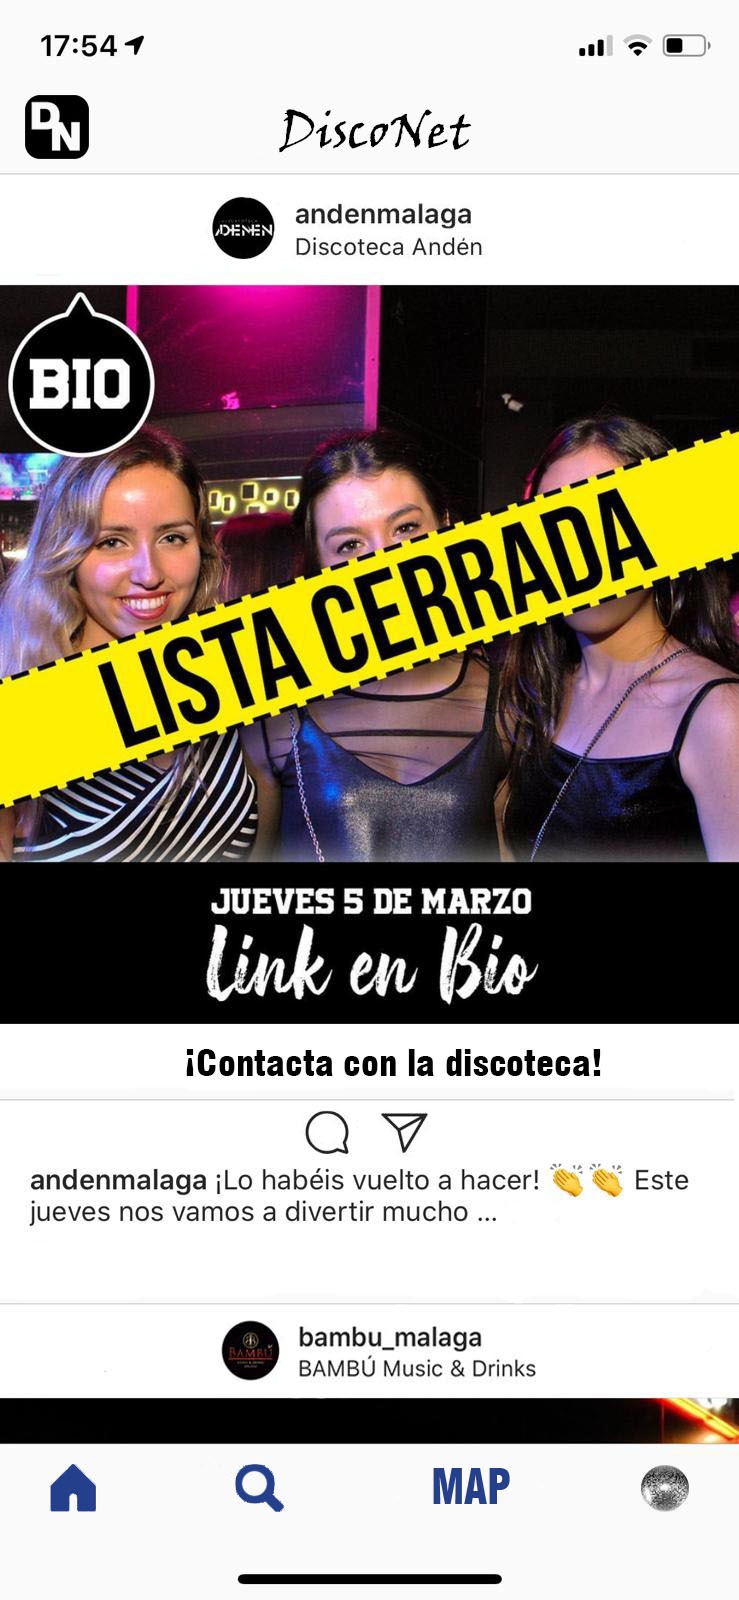 17:54
DN
DiscoNet
andenmalaga
Discoteca Andén
BIO
LISTA CERRADA
JUEVES 5 DE MARZO
Link en Bio
¡Contacta con la discoteca!
andenmalaga ¡Lo habéis vuelto a hacer! 👏👏 Este
jueves nos vamos a divertir mucho ...
BAMBÚ
bambu_malaga
BAMBÚ Music & Drinks
MAP